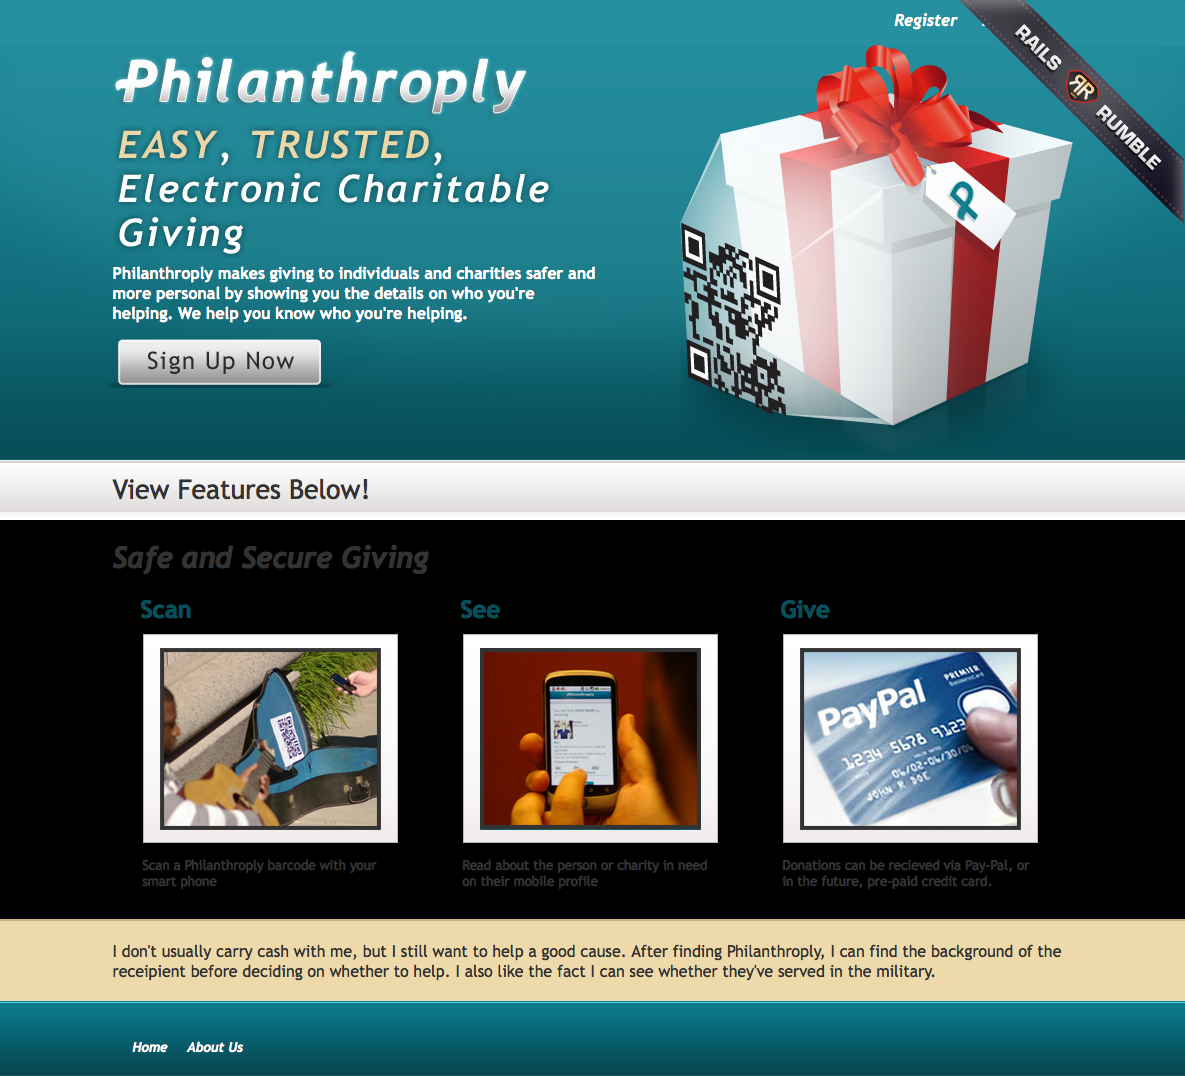 Register
RAILS RUMBLE
Philanthroply
EASY, TRUSTED,
Electronic Charitable
Giving
Philanthroply makes giving to individuals and charities safer and
more personal by showing you the details on who you're
helping. We help you know who you're helping.
Sign Up Now
View Features Below!
Safe and Secure Giving
Scan
See
Give
Philanthroply
PREMIER
PayPal
1234 5678 9123
JOHN R DOE
Scan a Philanthroply barcode with your
smart phone
Read about the person or charity in need
on their mobile profile
Donations can be recieved via Pay-Pal, or
in the future, pre-paid credit card.
I don't usually carry cash with me, but I still want to help a good cause. After finding Philanthroply, I can find the background of the
receipient before deciding on whether to help. I also like the fact I can see whether they've served in the military.
Home About Us